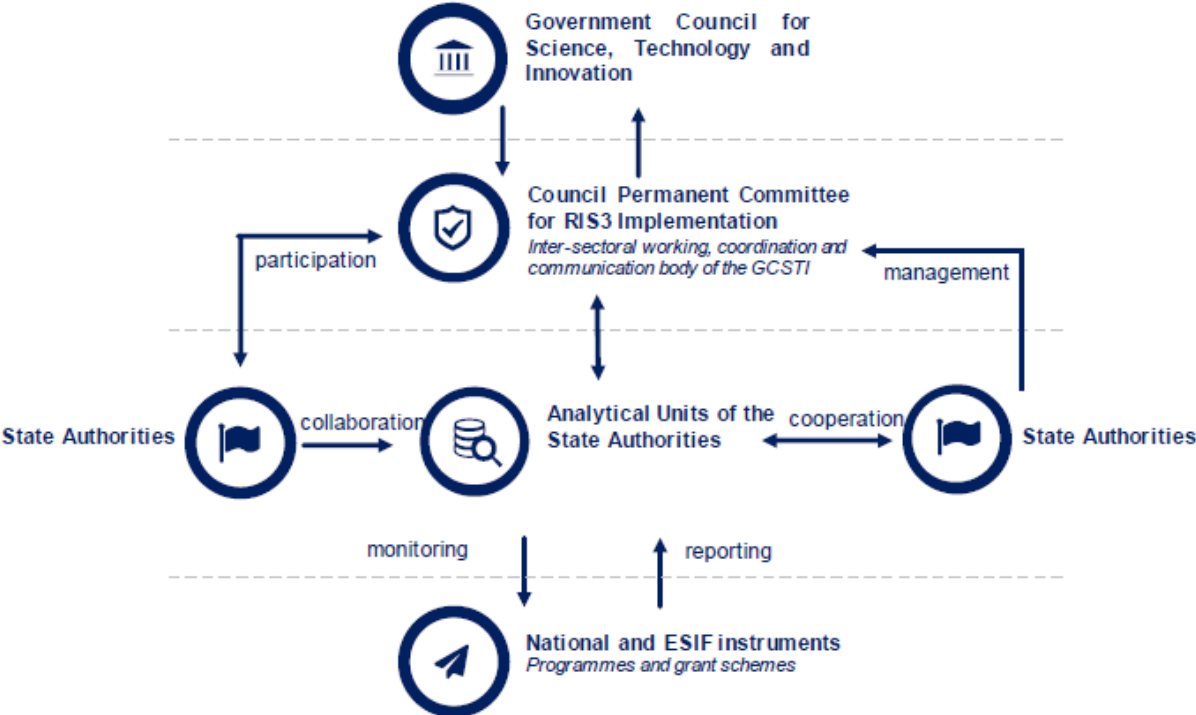 Government Council for
Science, Technology and
Innovation
Council Permanent Committee
for RIS3 Implementation
Inter-sectoral working, coordination and
communication body of the GCSTI
participation
management
State Authorities
collaboration
Analytical Units of the
State Authorities
cooperation
State Authorities
monitoring
reporting
National and ESIF instruments
Programmes and grant schemes